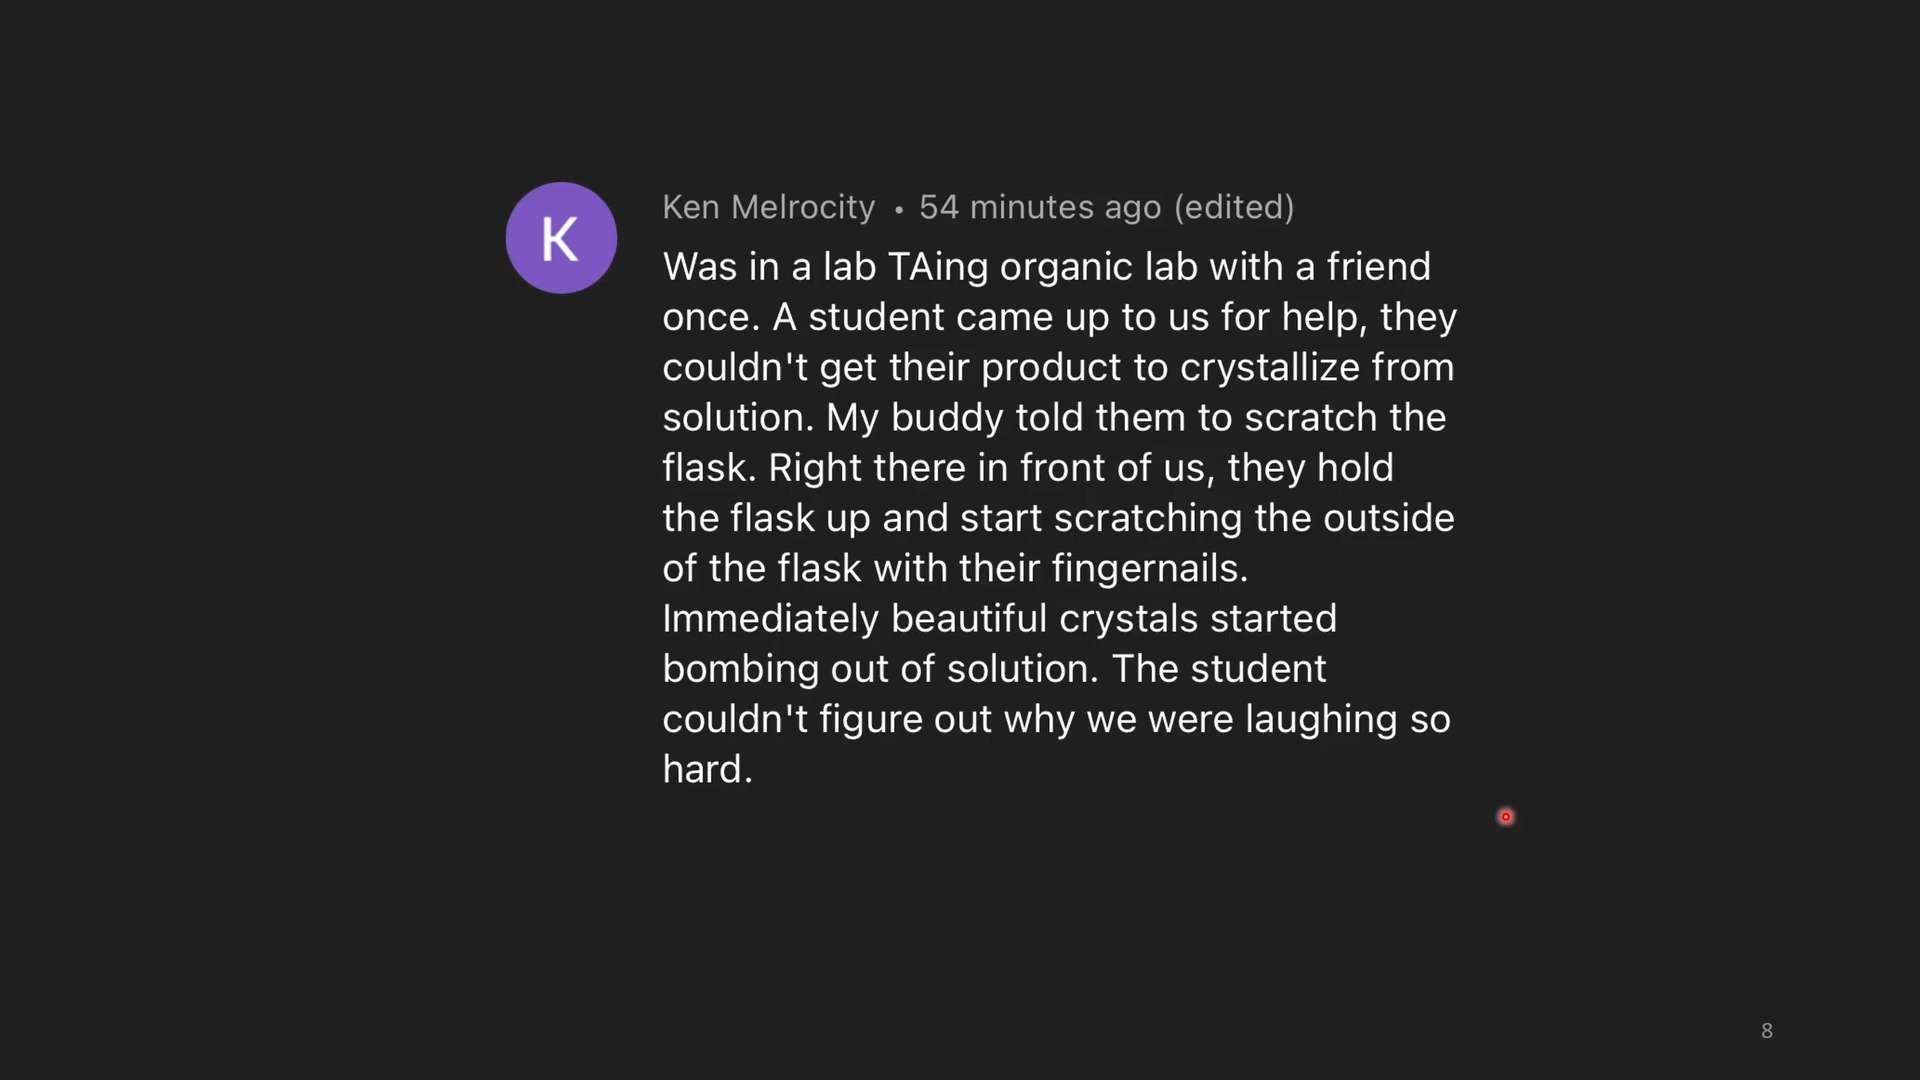 K
Ken Melrocity • 54 minutes ago (edited)
Was in a lab TAing organic lab with a friend
once. A student came up to us for help, they
couldn't get their product to crystallize from
solution. My buddy told them to scratch the
flask. Right there in front of us, they hold
the flask up and start scratching the outside
of the flask with their fingernails.
Immediately beautiful crystals started
bombing out of solution. The student
couldn't figure out why we were laughing so
hard.
8